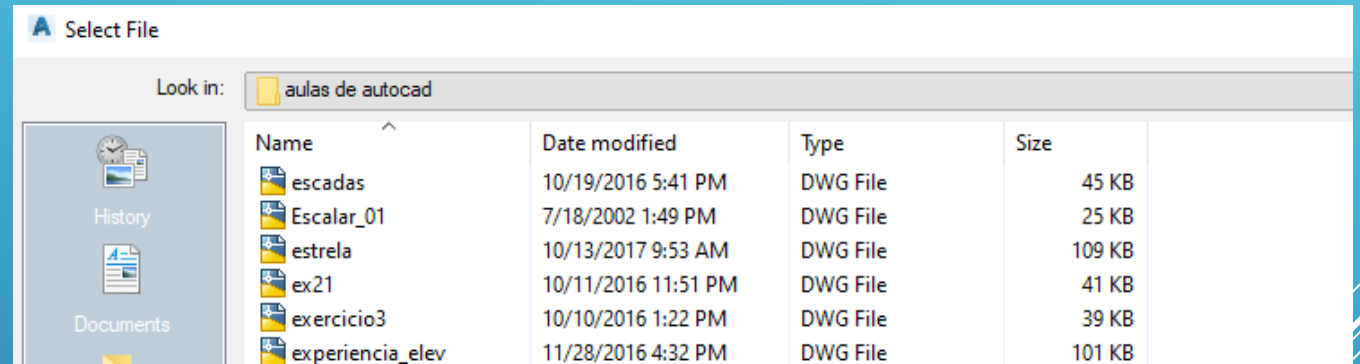 Select File
Look in: aulas de autocad
Name Date modified Type Size
escadas 10/19/2016 5:41 PM DWG File 45 KB
History
Escalar_01 7/18/2002 1:49 PM DWG File 25 KB
estrela 10/13/2017 9:53 AM DWG File 109 KB
ex21 10/11/2016 11:51 PM DWG File 41 KB
Documents
exercicio3 10/10/2016 1:22 PM DWG File 39 KB
experiencia_elev 11/28/2016 4:32 PM DWG File 101 KB